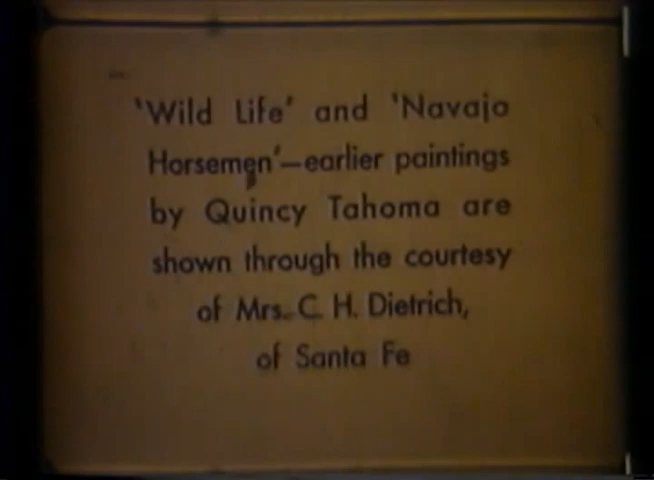 'Wild Life' and 'Navajo
Horsemen'—earlier paintings
by Quincy Tahoma are
shown through the courtesy
of Mrs. C. H. Dietrich,
of Santa Fe